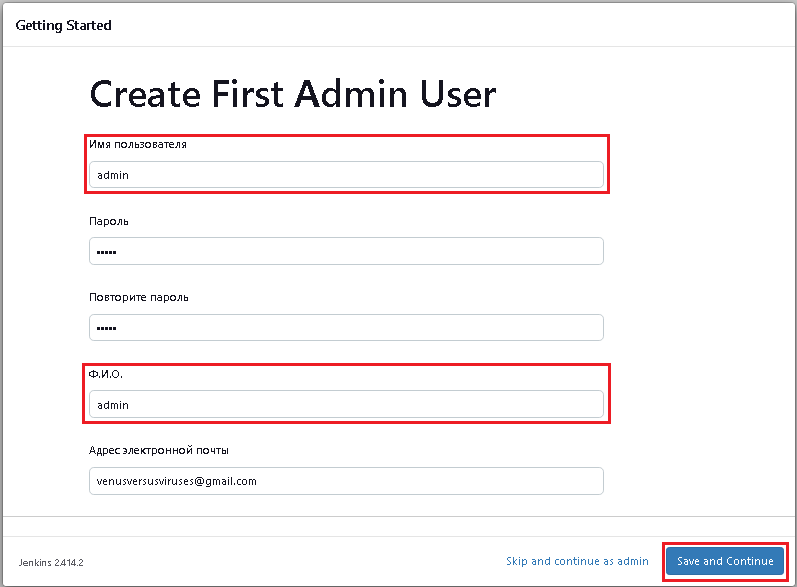 Getting Started
Create First Admin User
Имя пользователя
admin
Пароль
•••••
Повторите пароль
•••••
Ф.И.О.
admin
Адрес электронной почты
venusversusviruses@gmail.com
Jenkins 2.414.2
Skip and continue as admin
Save and Continue